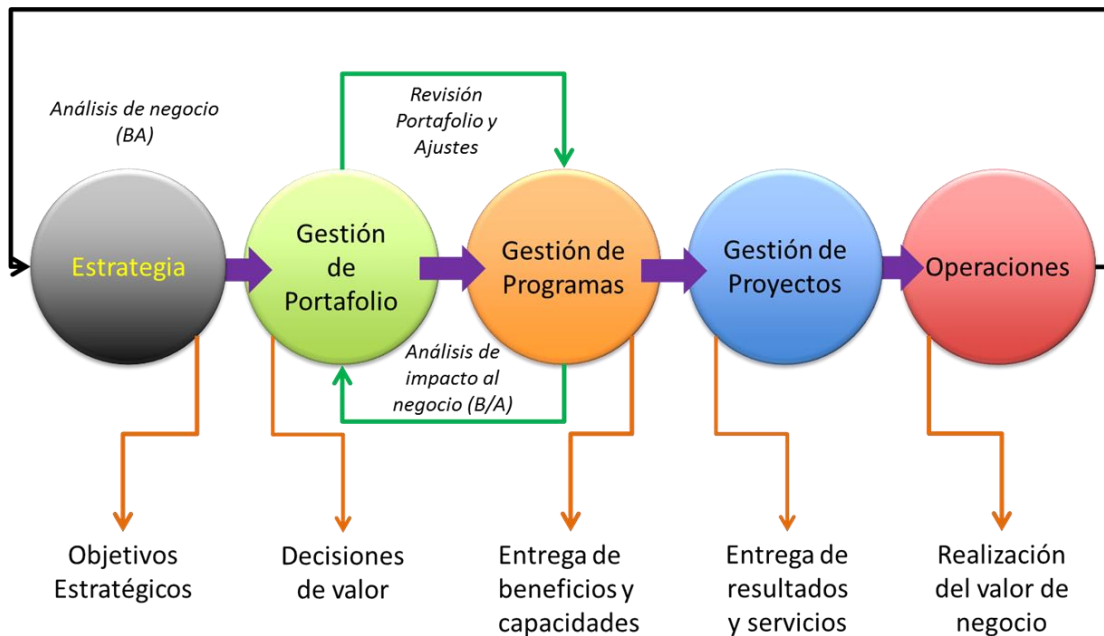 Análisis de negocio
(BA)
Revisión
Portafolio y
Ajustes
Estrategia
Gestión
de
Portafolio
Gestión de
Programas
Gestión de
Proyectos
Operaciones
Análisis de
impacto al
negocio (B/A)
Objetivos
Estratégicos
Decisiones
de valor
Entrega de
beneficios y
capacidades
Entrega de
resultados
y servicios
Realización
del valor de
negocio